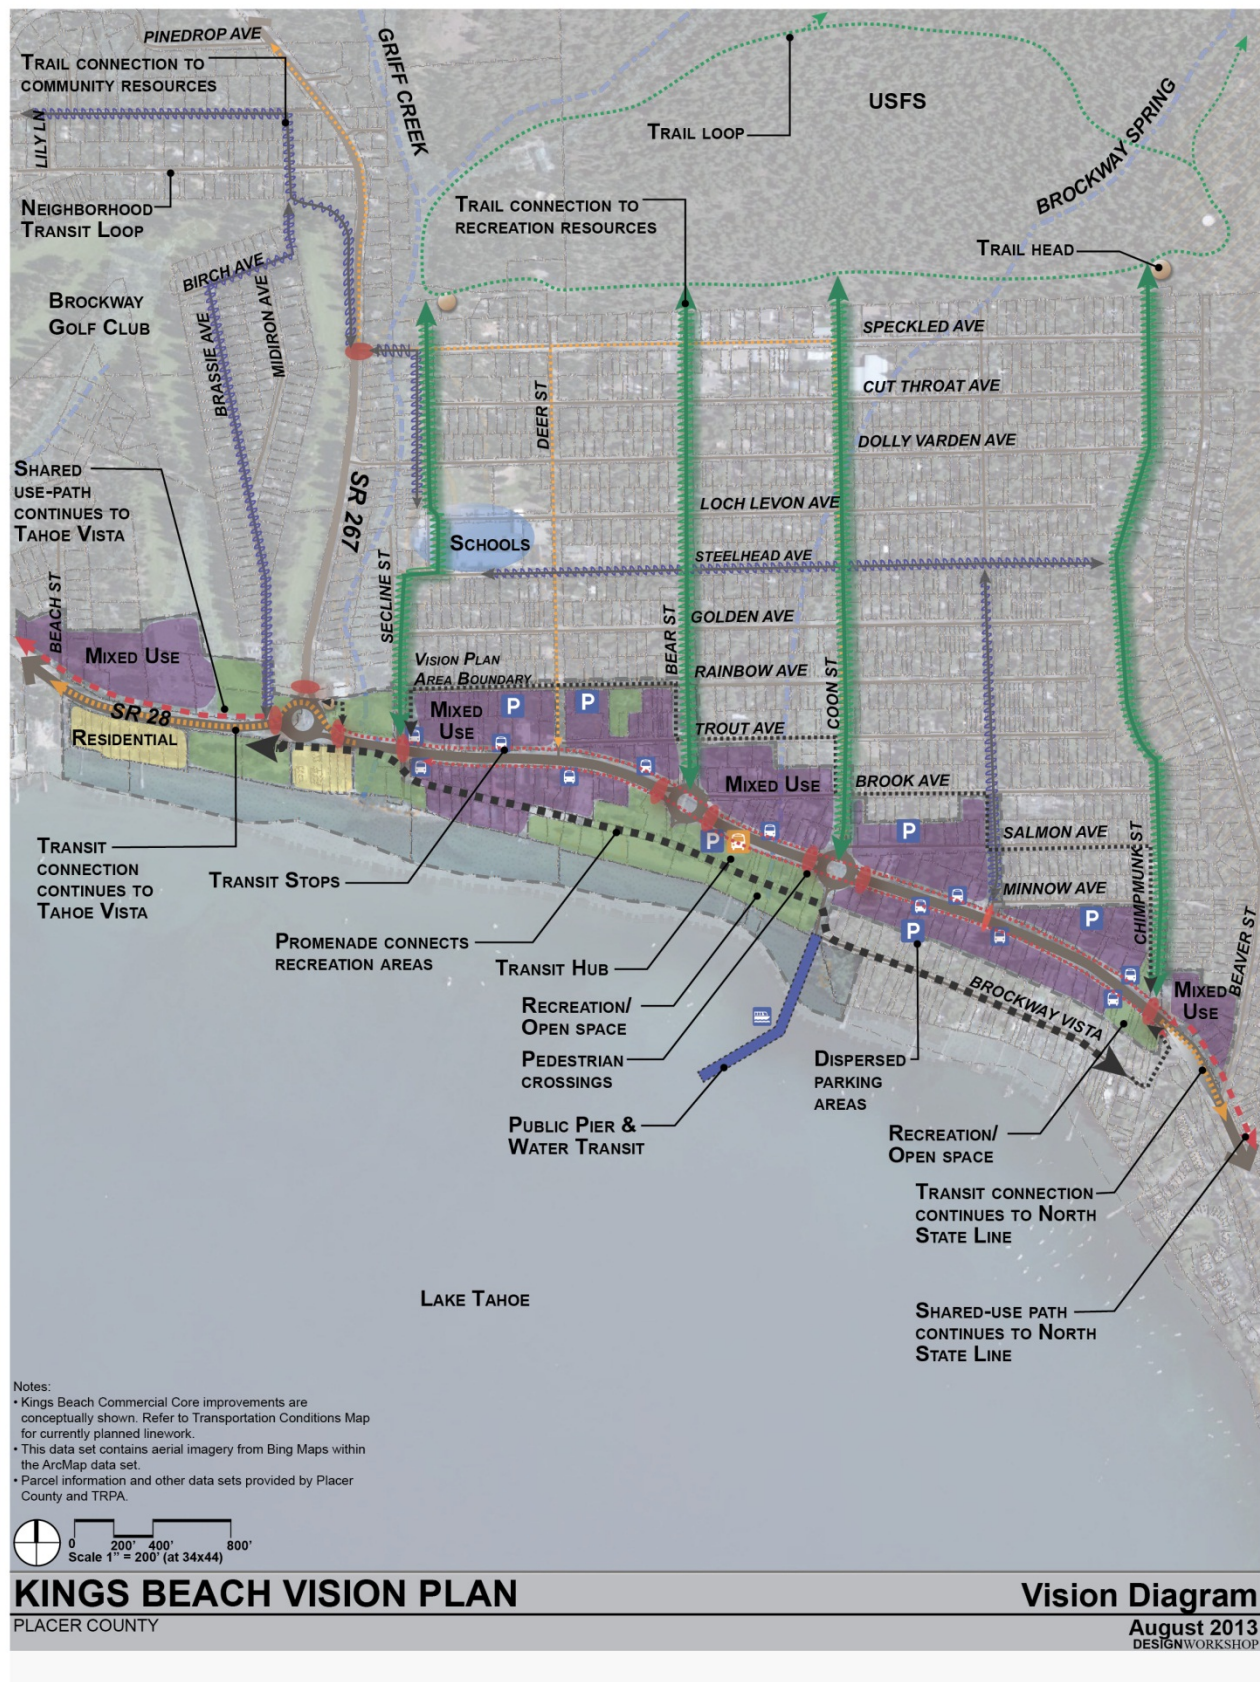 PINEDROP AVE
TRAIL CONNECTION TO
COMMUNITY RESOURCES
GRIFF CREEK
USFS
TRAIL LOOP
BROCKWAY SPRING
LILY LN
NEIGHBORHOOD
TRANSIT LOOP
TRAIL CONNECTION TO
RECREATION RESOURCES
TRAIL HEAD
BIRCH AVE
BROCKWAY
GOLF CLUB
MIDIRON AVE
BRASSIE AVE
SPECKLED AVE
CUT THROAT AVE
DEER ST
DOLLY VARDEN AVE
SHARED
USE-PATH
CONTINUES TO
TAHOE VISTA
SR 267
LOCH LEVON AVE
SCHOOLS
STEELHEAD AVE
BEACH ST
SECLINE ST
GOLDEN AVE
BEAR ST
MIXED USE
VISION PLAN
AREA BOUNDARY
RAINBOW AVE
COON ST
SR 28
RESIDENTIAL
MIXED
USE
P
P
TROUT AVE
MIXED USE
BROOK AVE
P
P
SALMON AVE
MINNOW AVE
CHIMPMUNK ST
TRANSIT
CONNECTION
CONTINUES TO
TAHOE VISTA
TRANSIT STOPS
P
P
BEAVER ST
PROMENADE CONNECTS
RECREATION AREAS
TRANSIT HUB
RECREATION/
OPEN SPACE
BROCKWAY VISTA
MIXED
USE
PEDESTRIAN
CROSSINGS
DISPERSED
PARKING
AREAS
PUBLIC PIER &
WATER TRANSIT
RECREATION/
OPEN SPACE
TRANSIT CONNECTION
CONTINUES TO NORTH
STATE LINE
LAKE TAHOE
SHARED-USE PATH
CONTINUES TO NORTH
STATE LINE
Notes:
• Kings Beach Commercial Core improvements are
conceptually shown. Refer to Transportation Conditions Map
for currently planned linework.
• This data set contains aerial imagery from Bing Maps within
the ArcMap data set.
• Parcel information and other data sets provided by Placer
County and TRPA.
0 200' 400' 800'
Scale 1" = 200' (at 34x44)
KINGS BEACH VISION PLAN
Vision Diagram
PLACER COUNTY
August 2013
DESIGNWORKSHOP